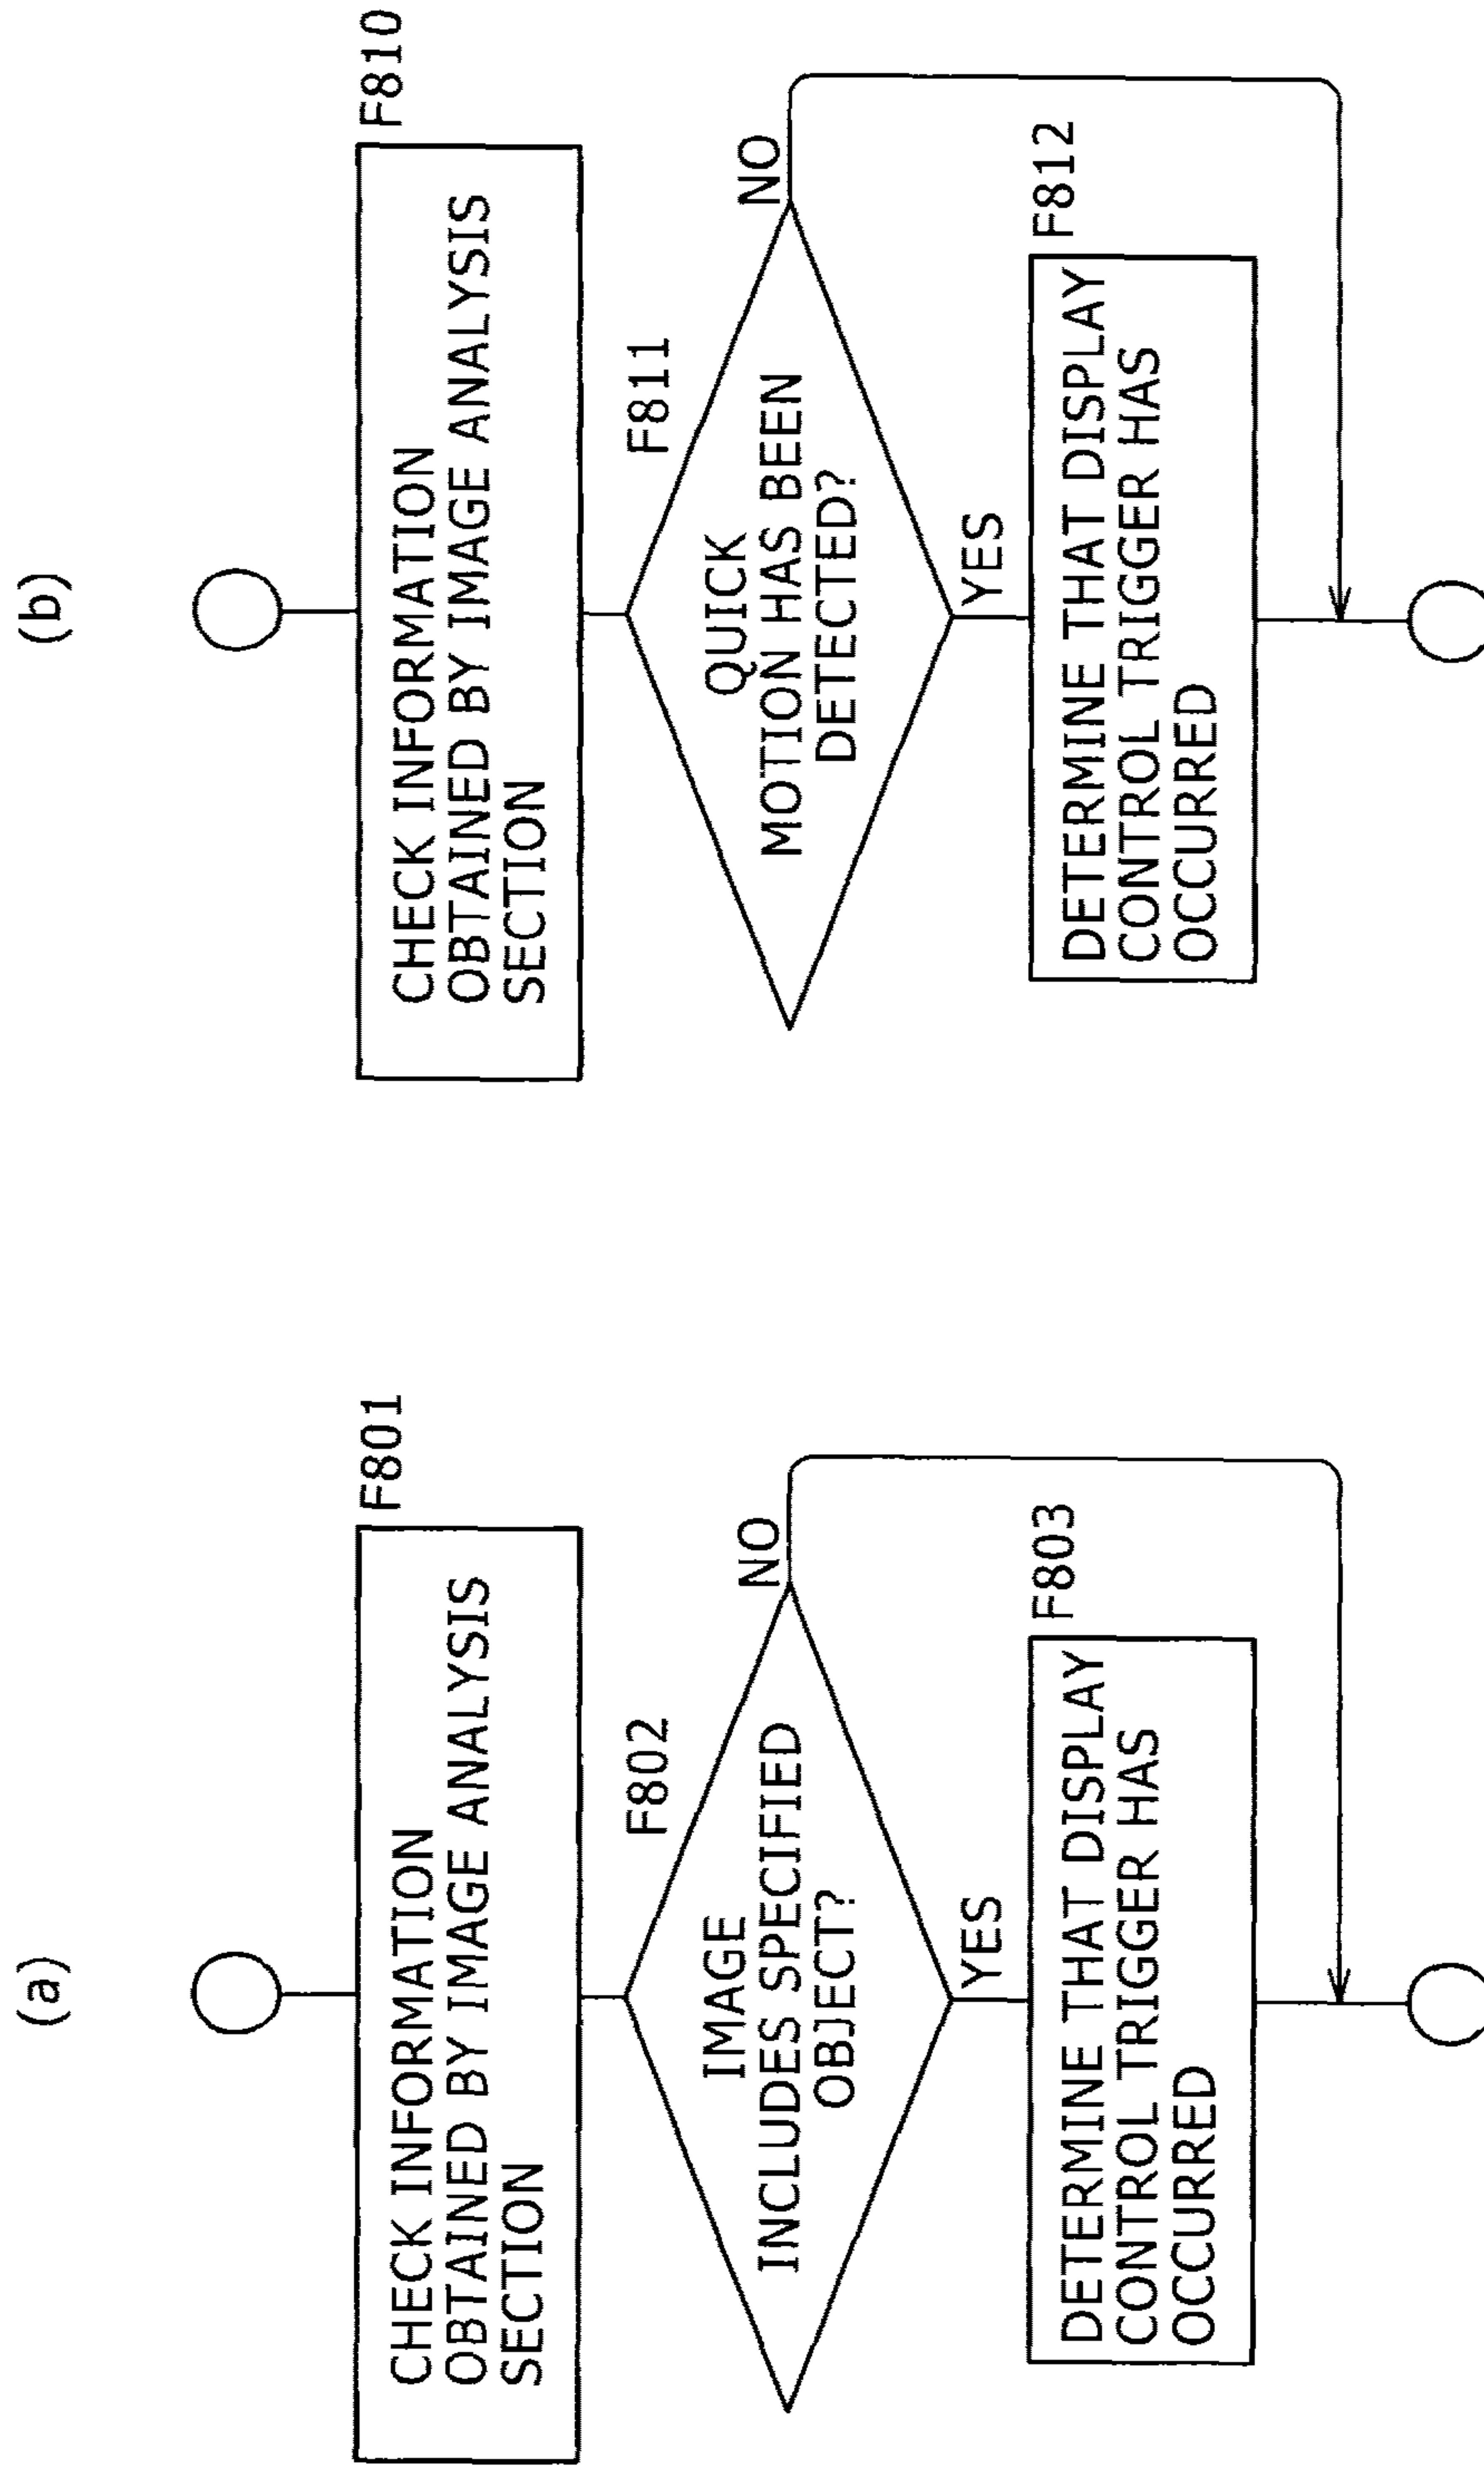 (a)
CHECK INFORMATION
OBTAINED BY IMAGE ANALYSIS
SECTION
F801
F802
IMAGE
INCLUDES SPECIFIED
OBJECT?
NO
YES
F803
DETERMINE THAT DISPLAY
CONTROL TRIGGER HAS
OCCURRED
(b)
CHECK INFORMATION
OBTAINED BY IMAGE ANALYSIS
SECTION
F810
F811
QUICK
MOTION HAS BEEN
DETECTED?
NO
YES
F812
DETERMINE THAT DISPLAY
CONTROL TRIGGER HAS
OCCURRED